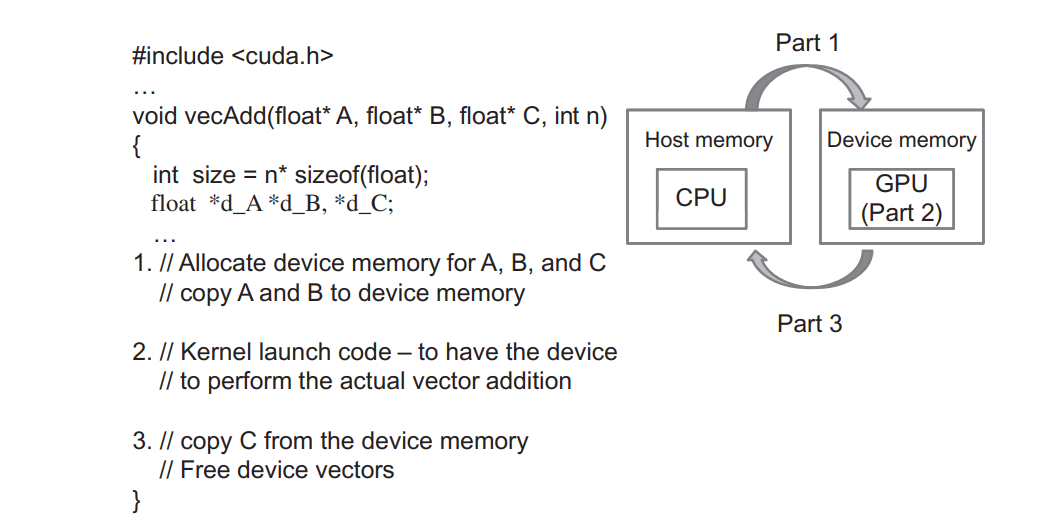 #include <cuda.h>
…
void vecAdd(float* A, float* B, float* C, int n)
{
int size = n* sizeof(float);
float *d_A *d_B, *d_C;
…
1. // Allocate device memory for A, B, and C
// copy A and B to device memory
2. // Kernel launch code – to have the device
// to perform the actual vector addition
3. // copy C from the device memory
// Free device vectors
}
Part 1
Host memory
CPU
Device memory
GPU
(Part 2)
Part 3